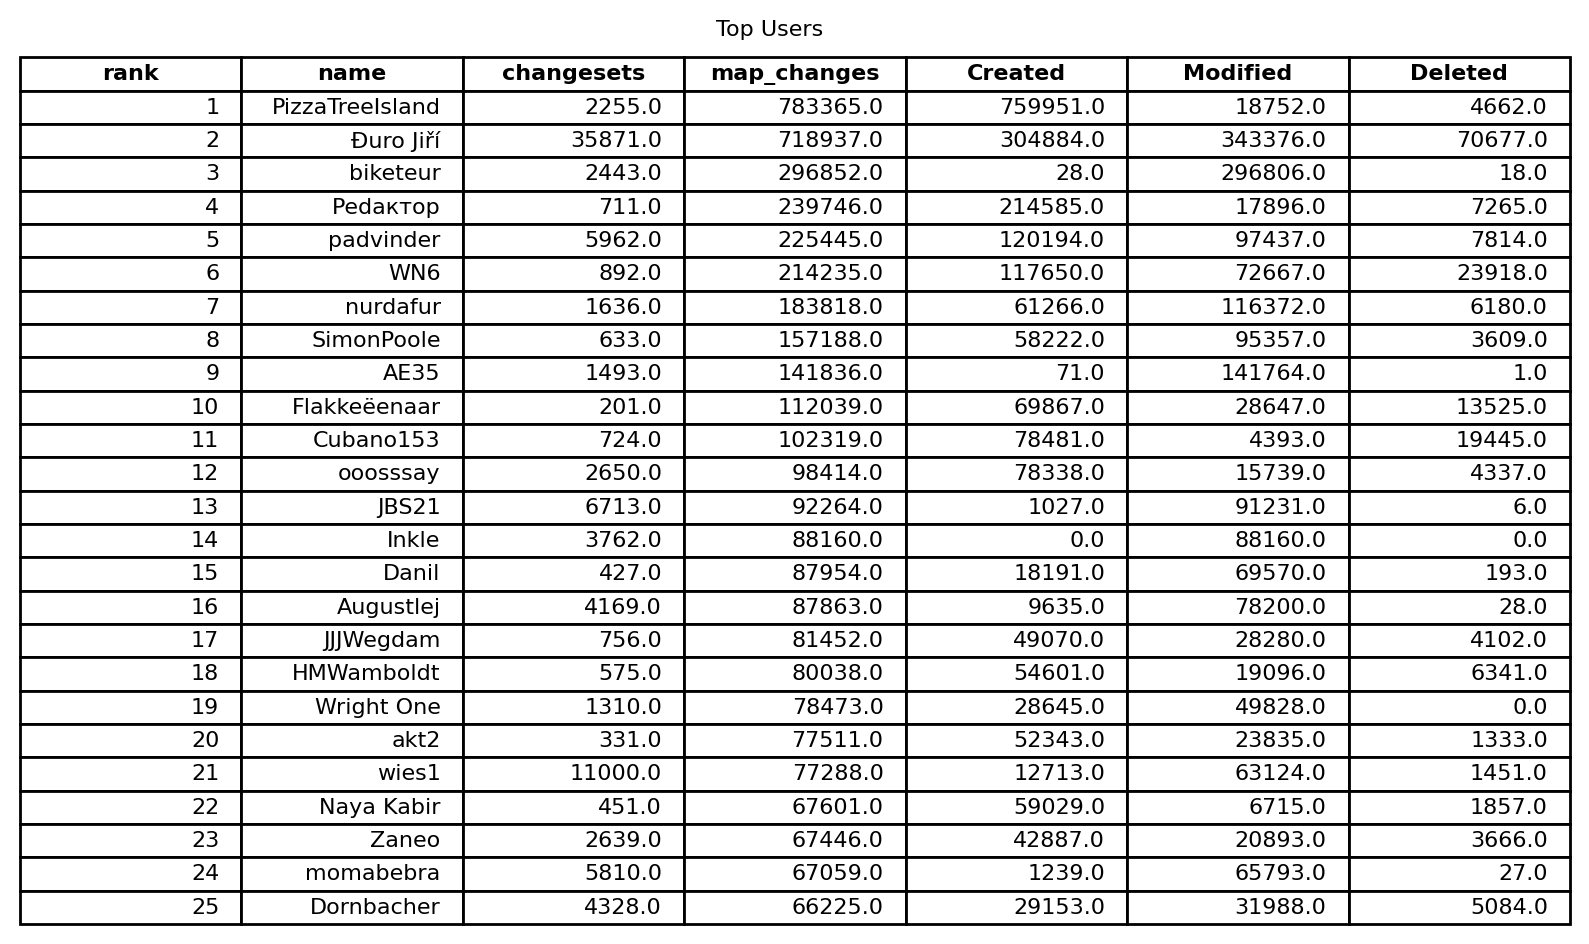 Top Users
rank name changesets map_changes Created Modified Deleted
1 PizzaTreeIsland 2255.0 783365.0 759951.0 18752.0 4662.0
2 Đuro Jiří 35871.0 718937.0 304884.0 343376.0 70677.0
3 biketeur 2443.0 296852.0 28.0 296806.0 18.0
4 Редактор 711.0 239746.0 214585.0 17896.0 7265.0
5 padvinder 5962.0 225445.0 120194.0 97437.0 7814.0
6 WN6 892.0 214235.0 117650.0 72667.0 23918.0
7 nurdafur 1636.0 183818.0 61266.0 116372.0 6180.0
8 SimonPoole 633.0 157188.0 58222.0 95357.0 3609.0
9 AE35 1493.0 141836.0 71.0 141764.0 1.0
10 Flakkeëenaar 201.0 112039.0 69867.0 28647.0 13525.0
11 Cubano153 724.0 102319.0 78481.0 4393.0 19445.0
12 ooosssay 2650.0 98414.0 78338.0 15739.0 4337.0
13 JBS21 6713.0 92264.0 1027.0 91231.0 6.0
14 Inkle 3762.0 88160.0 0.0 88160.0 0.0
15 Danil 427.0 87954.0 18191.0 69570.0 193.0
16 Augustlej 4169.0 87863.0 9635.0 78200.0 28.0
17 JJJWegdam 756.0 81452.0 49070.0 28280.0 4102.0
18 HMWamboldt 575.0 80038.0 54601.0 19096.0 6341.0
19 Wright One 1310.0 78473.0 28645.0 49828.0 0.0
20 akt2 331.0 77511.0 52343.0 23835.0 1333.0
21 wies1 11000.0 77288.0 12713.0 63124.0 1451.0
22 Naya Kabir 451.0 67601.0 59029.0 6715.0 1857.0
23 Zaneo 2639.0 67446.0 42887.0 20893.0 3666.0
24 momabebra 5810.0 67059.0 1239.0 65793.0 27.0
25 Dornbacher 4328.0 66225.0 29153.0 31988.0 5084.0